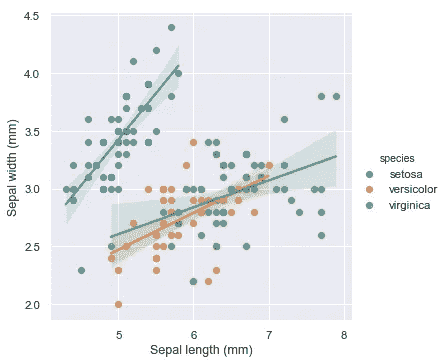 4.5
4.0
3.5
3.0
2.5
2.0
Sepal width (mm)
5
6
7
8
Sepal length (mm)
species
setosa
versicolor
virginica